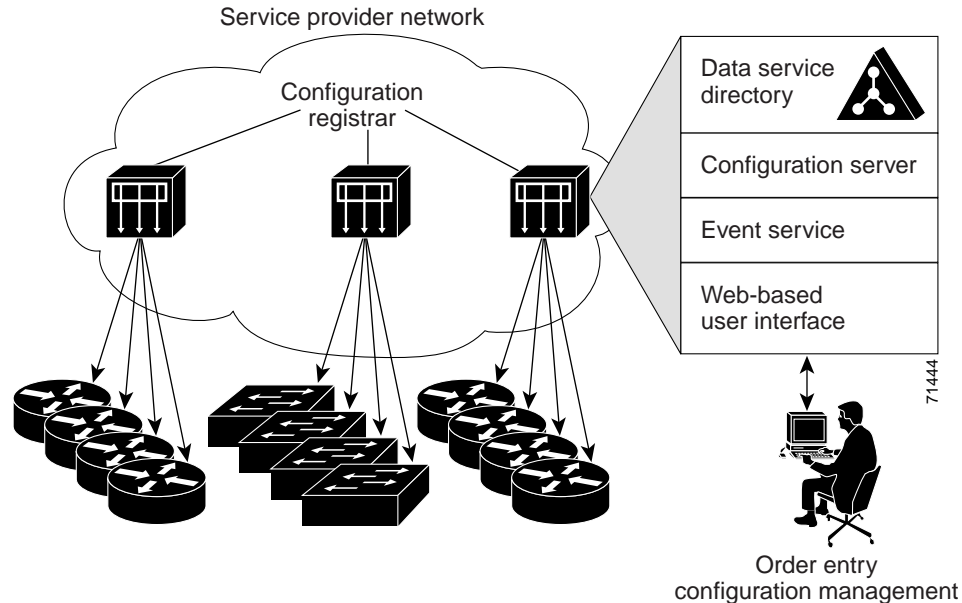 Service provider network
Configuration
registrar
Data service
directory
Configuration server
Event service
Web-based
user interface
71444
Order entry
configuration management